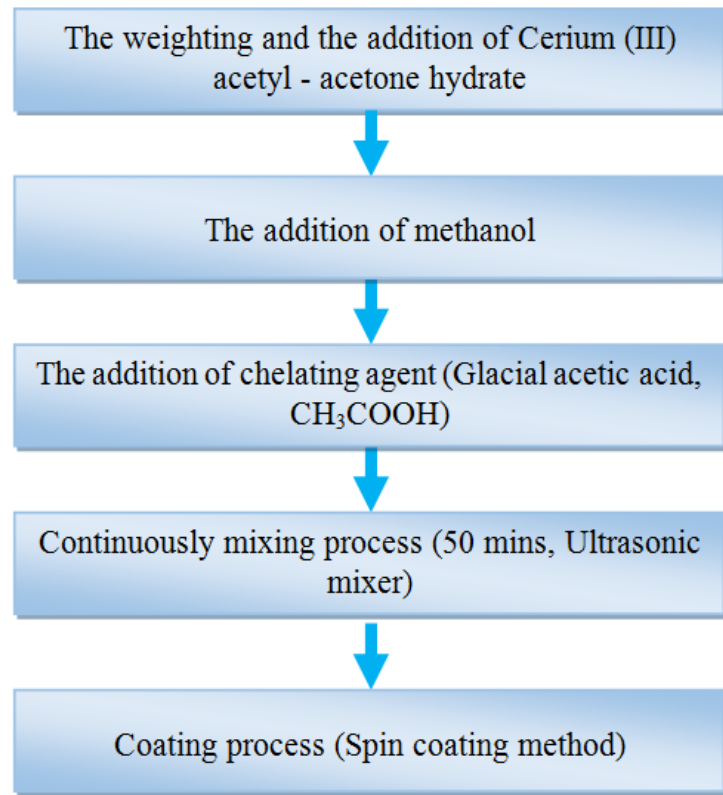 The weighting and the addition of Cerium (III)
acetyl - acetone hydrate
The addition of methanol
The addition of chelating agent (Glacial acetic acid,
CH₃COOH)
Continuously mixing process (50 mins, Ultrasonic
mixer)
Coating process (Spin coating method)